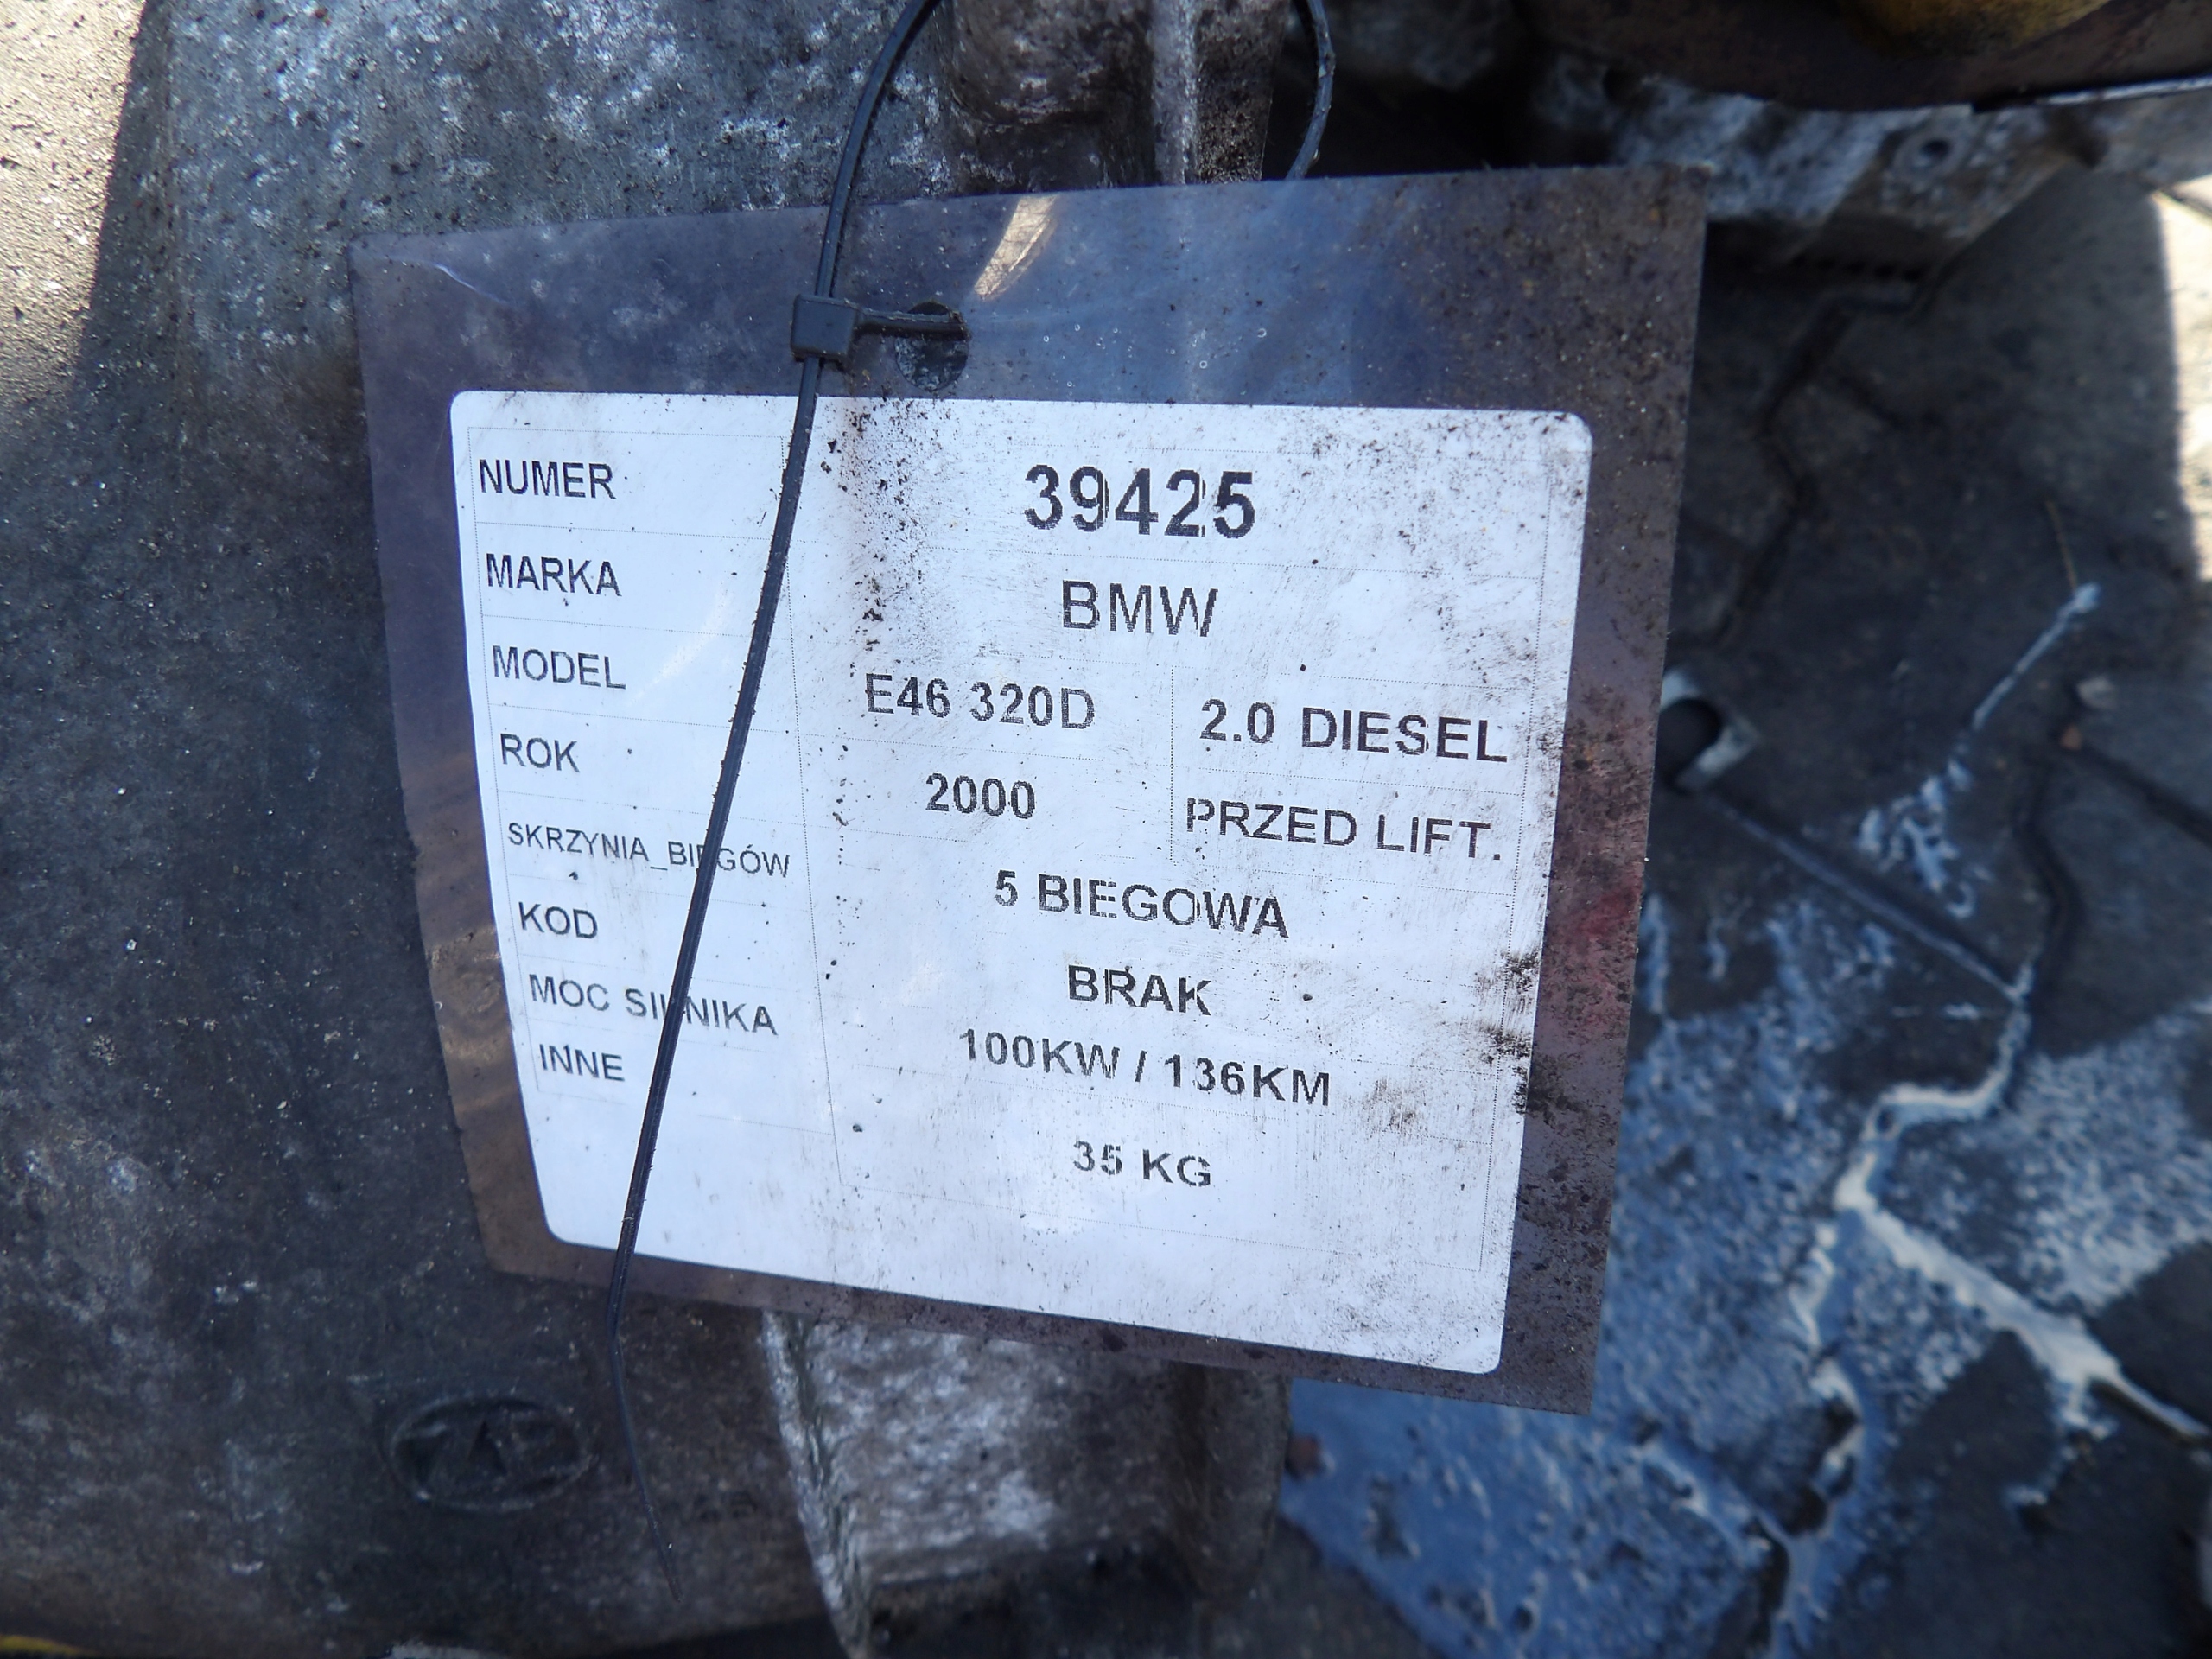 NUMER 39425
MARKA BMW
MODEL E46 320D 2.0 DIESEL
ROK 2000 PRZED LIFT.
SKRZYNIA_BIEGÓW 5 BIEGOWA
KOD BRAK
MOC SILNIKA 100KW / 136KM
INNE
35 KG